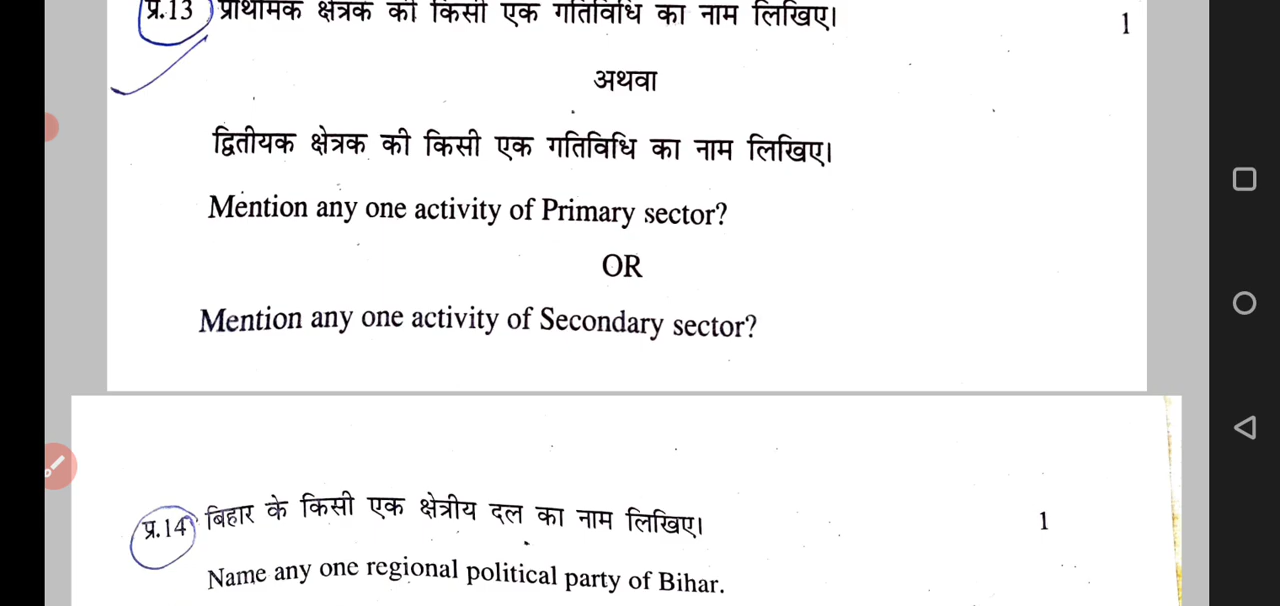 प्र.13 प्राथमिक क्षेत्रक की किसी एक गतिविधि का नाम लिखिए। 1
अथवा
द्वितीयक क्षेत्रक की किसी एक गतिविधि का नाम लिखिए।
Mention any one activity of Primary sector?
OR
Mention any one activity of Secondary sector?
प्र.14 बिहार के किसी एक क्षेत्रीय दल का नाम लिखिए। 1
Name any one regional political party of Bihar.